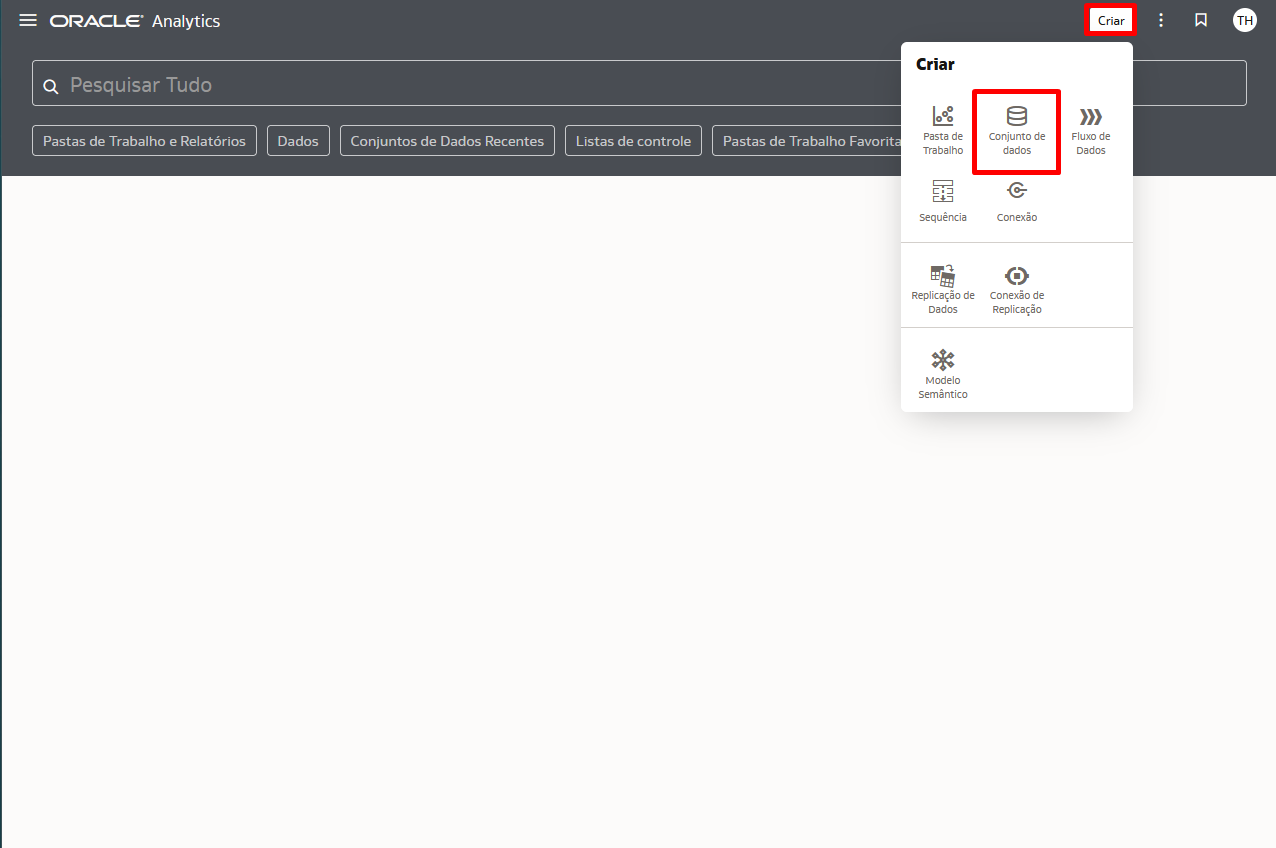 ORACLE Analytics
Criar
TH
Pesquisar Tudo
Pastas de Trabalho e Relatórios
Dados
Conjuntos de Dados Recentes
Listas de controle
Pastas de Trabalho Favorita
Criar
Pasta de
Trabalho
Conjunto de
dados
Fluxo de
Dados
Sequência
Conexão
Replicação de
Dados
Conexão de
Replicação
Modelo
Semântico